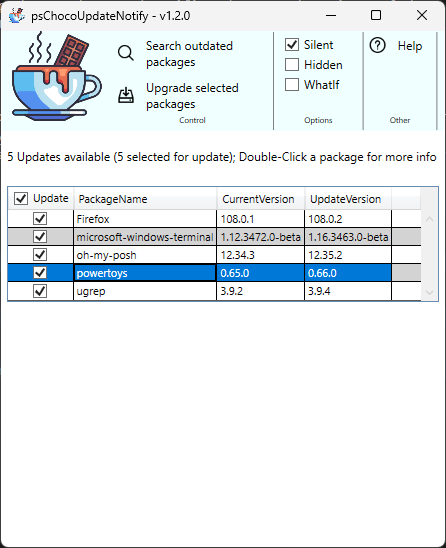 psChocoUpdateNotify - v1.2.0
Search outdated
packages
Upgrade selected
packages
Control
Silent
Hidden
WhatIf
Options
Help
Other
5 Updates available (5 selected for update); Double-Click a package for more info
Update PackageName CurrentVersion UpdateVersion
Firefox 108.0.1 108.0.2
microsoft-windows-terminal 1.12.3472.0-beta 1.16.3463.0-beta
oh-my-posh 12.34.3 12.35.2
powertoys 0.65.0 0.66.0
ugrep 3.9.2 3.9.4